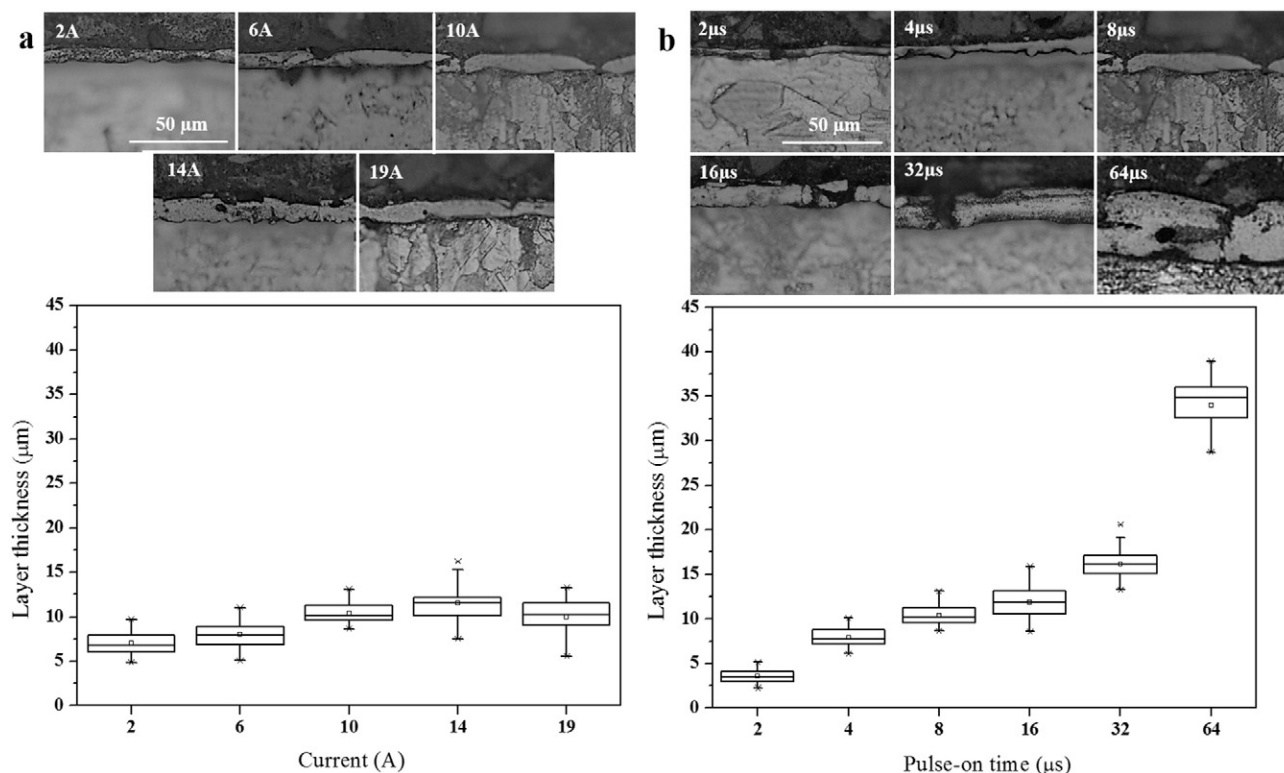 a
2A
6A
10A
50 µm
14A
19A
45
40
35
30
25
20
15
10
5
0
Layer thickness (µm)
2
6
10
14
19
Current (A)
b
2µs
4µs
8µs
50 µm
16µs
32µs
64µs
45
40
35
30
25
20
15
10
5
0
Layer thickness (µm)
2
4
8
16
32
64
Pulse-on time (µs)